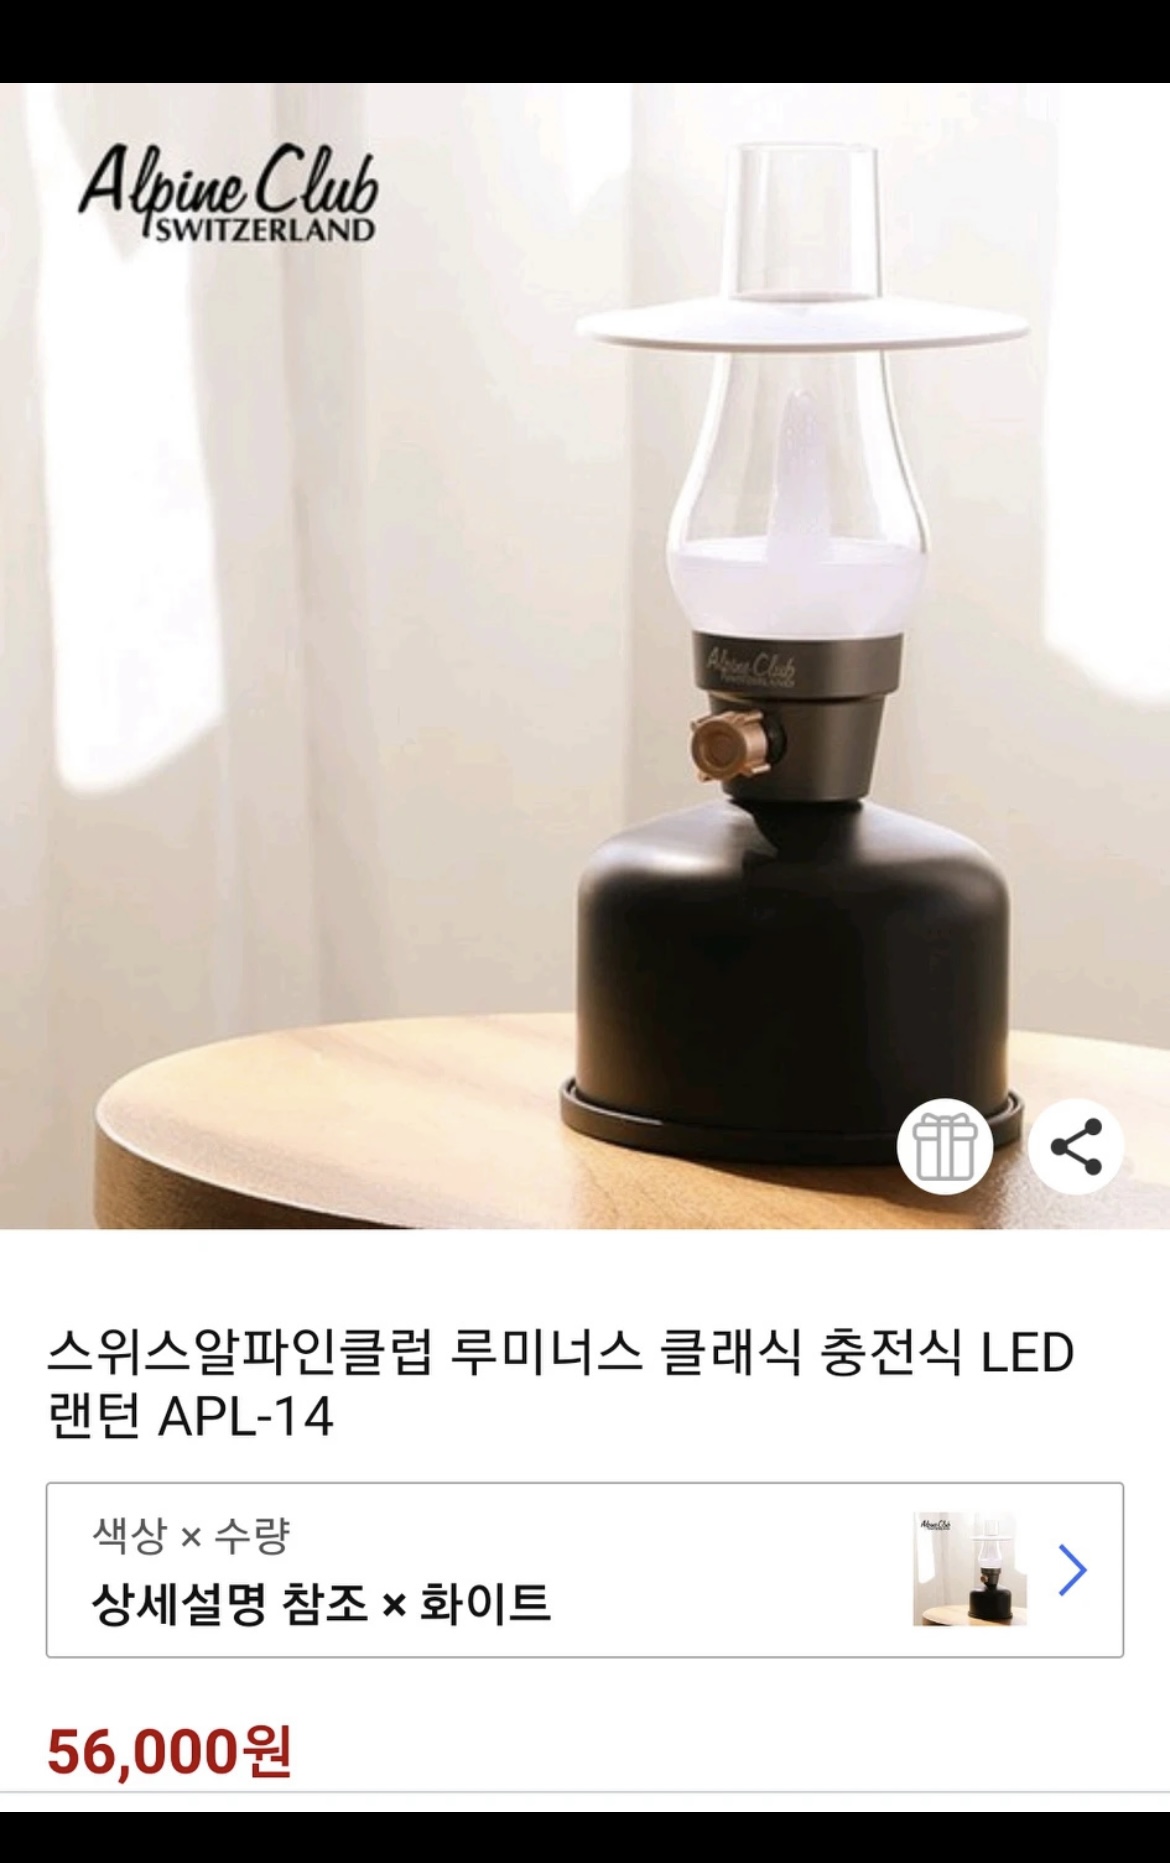 Alpine Club
SWITZERLAND
Alpine Club
SWITZERLAND
스위스알파인클럽 루미너스 클래식 충전식 LED
랜턴 APL-14
색상 × 수량
상세설명 참조 × 화이트
Alpine Club
56,000원